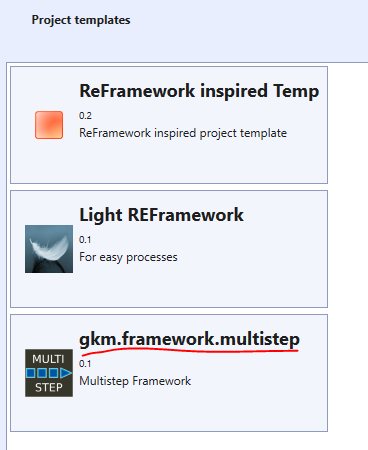 Project templates
ReFramework inspired Temp
0.2
ReFramework inspired project template
Light REFramework
0.1
For easy processes
MULTI
STEP
gkm.framework.multistep
0.1
Multistep Framework